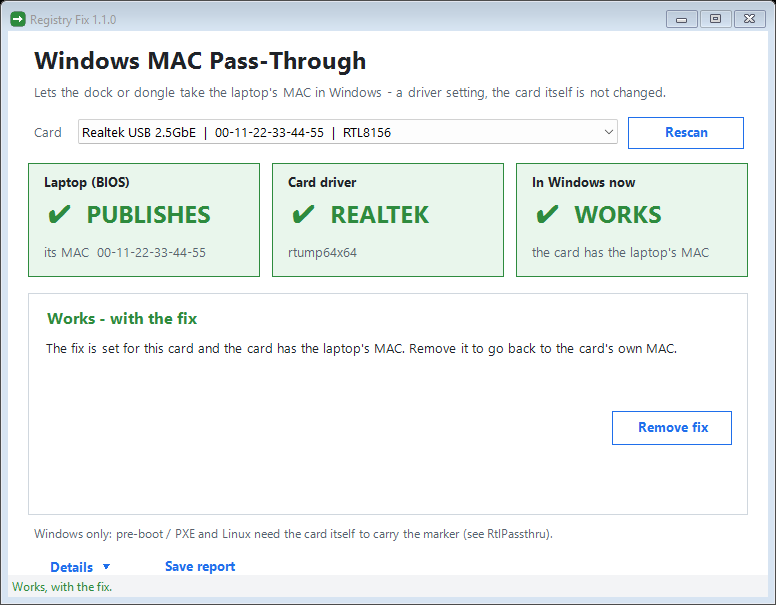 Registry Fix 1.1.0
Windows MAC Pass-Through
Lets the dock or dongle take the laptop's MAC in Windows - a driver setting, the card itself is not changed.
Card
Realtek USB 2.5GbE | 00-11-22-33-44-55 | RTL8156
Rescan
Laptop (BIOS)
✔ PUBLISHES
its MAC 00-11-22-33-44-55
Card driver
✔ REALTEK
rtump64x64
In Windows now
✔ WORKS
the card has the laptop's MAC
Works - with the fix
The fix is set for this card and the card has the laptop's MAC. Remove it to go back to the card's own MAC.
Remove fix
Windows only: pre-boot / PXE and Linux need the card itself to carry the marker (see RtlPassthru).
Details ▼
Save report
Works, with the fix.